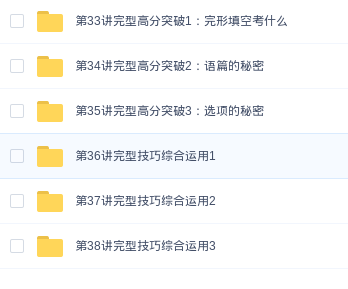 第33讲完型高分突破1：完形填空考什么
第34讲完型高分突破2：语篇的秘密
第35讲完型高分突破3：选项的秘密
第36讲完型技巧综合运用1
第37讲完型技巧综合运用2
第38讲完型技巧综合运用3